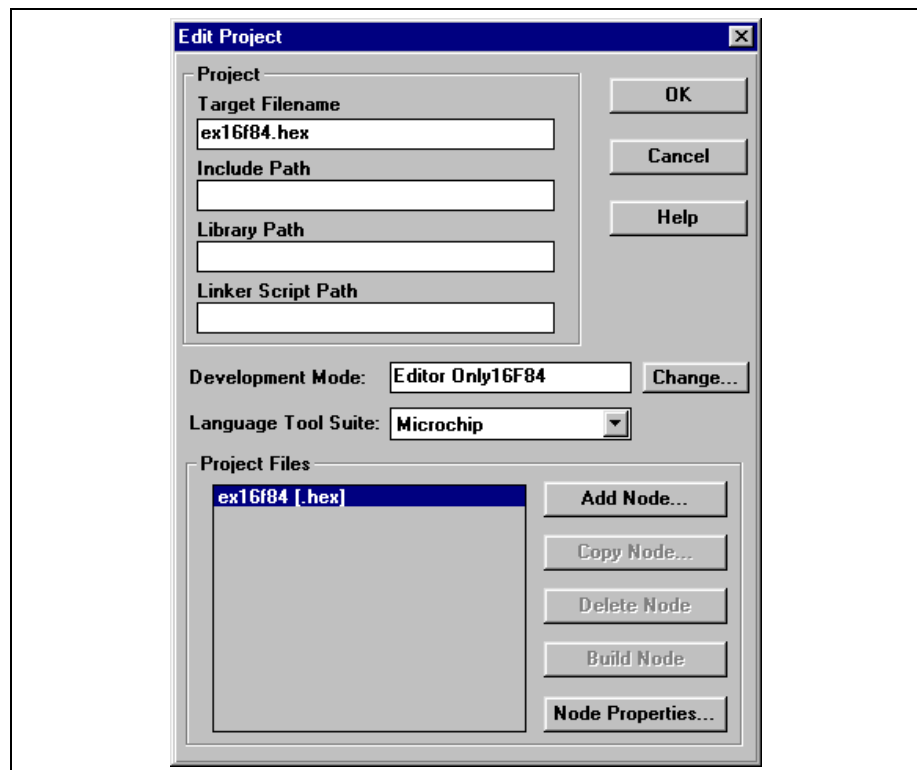 Edit Project
Project
Target Filename
ex16f84.hex
Include Path
Library Path
Linker Script Path
OK
Cancel
Help
Development Mode: Editor Only16F84 Change...
Language Tool Suite: Microchip
Project Files
ex16f84 [.hex]
Add Node...
Copy Node...
Delete Node
Build Node
Node Properties...